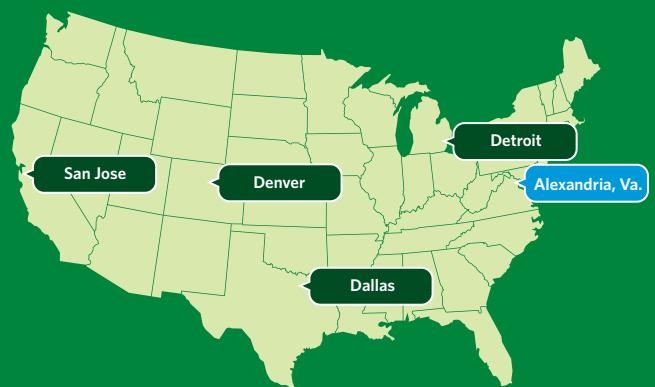 Detroit
San Jose
Denver
Alexandria, Va.
Dallas